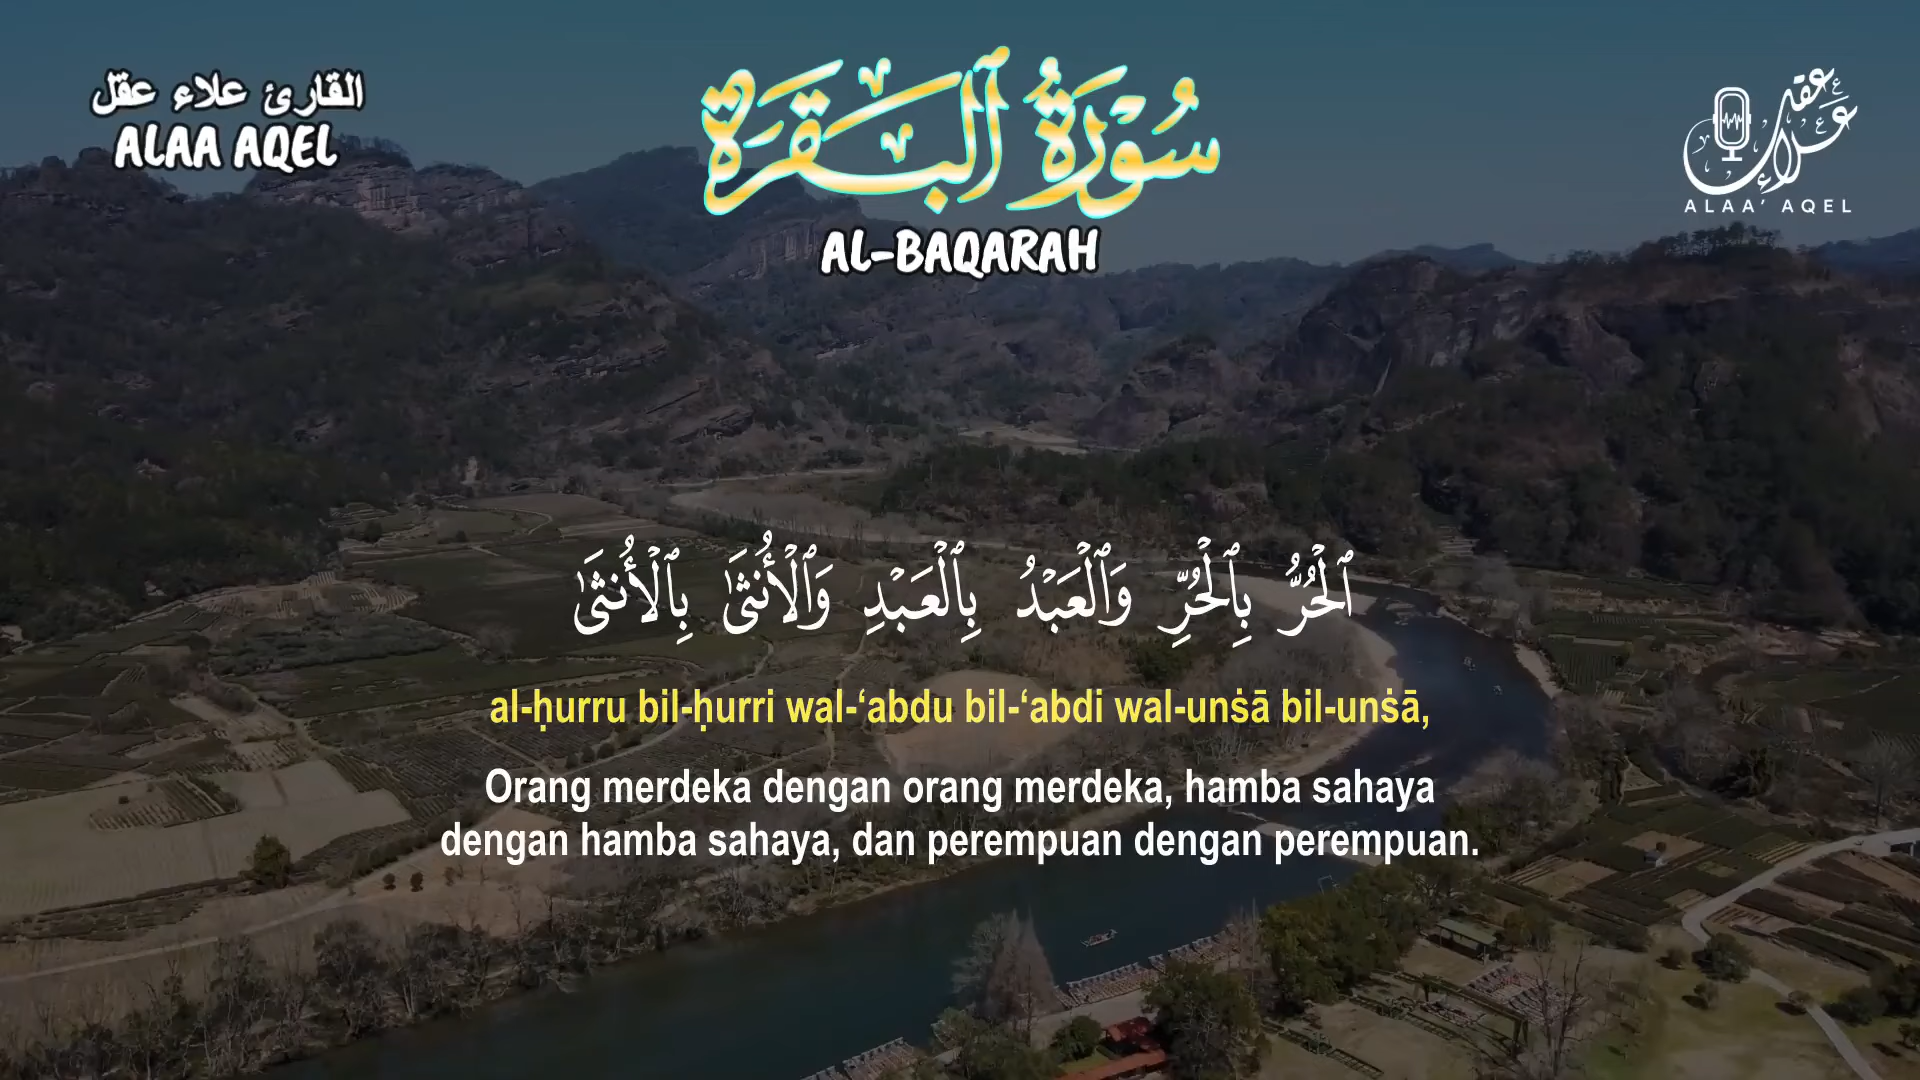 القارئ علاء عقل
ALAA AQEL
سُورَةُ ٱلْبَقَرَة
AL-BAQARAH
علاء عقل
ALAA' AQEL
ٱلْحُرُّ بِٱلْحُرِّ وَٱلْعَبْدُ بِٱلْعَبْدِ وَٱلْأُنثَىٰ بِٱلْأُنثَىٰ
al-ḥurru bil-ḥurri wal-‘abdu bil-‘abdi wal-unṡā bil-unṡā,
Orang merdeka dengan orang merdeka, hamba sahaya
dengan hamba sahaya, dan perempuan dengan perempuan.